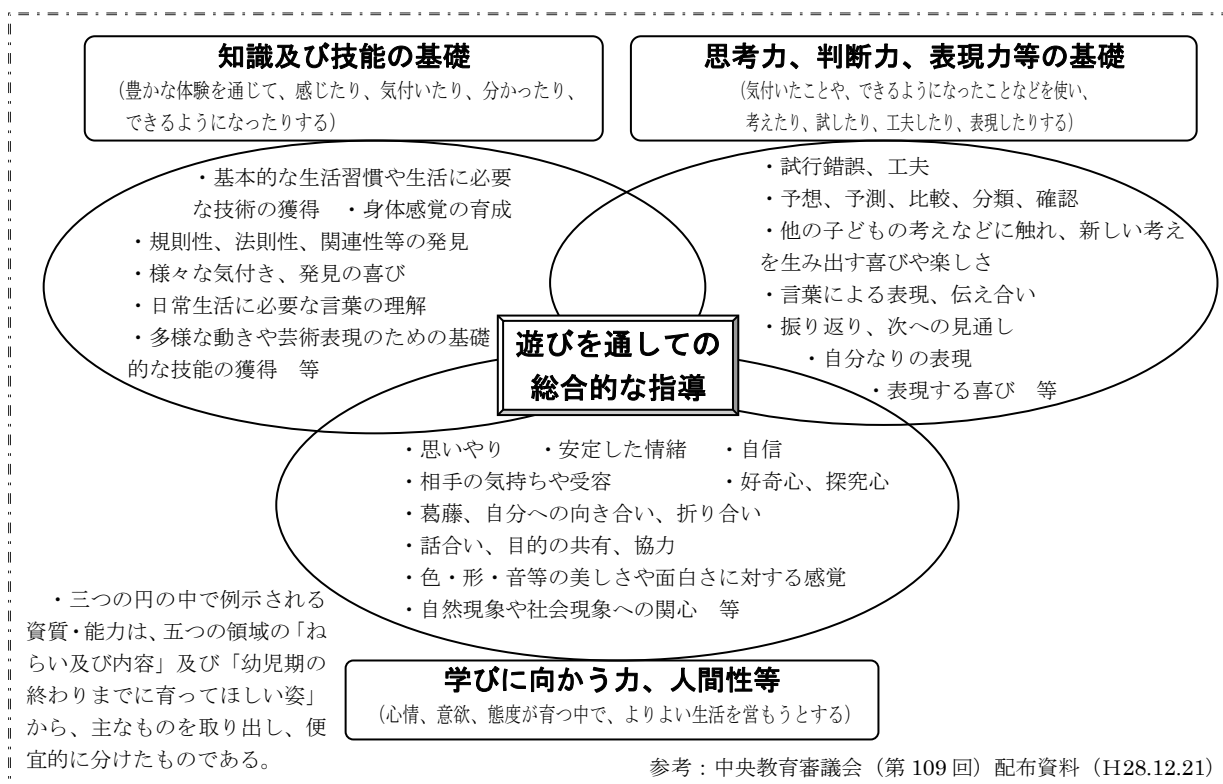 知識及び技能の基礎
(豊かな体験を通じて、感じたり、気付いたり、分かったり、
できるようになったりする)
思考力、判断力、表現力等の基礎
(気付いたことや、できるようになったことなどを使い、
考えたり、試したり、工夫したり、表現したりする)
・基本的な生活習慣や生活に必要
な技術の獲得　・身体感覚の育成
・規則性、法則性、関連性等の発見
・様々な気付き、発見の喜び
・日常生活に必要な言葉の理解
・多様な動きや芸術表現のための基礎
的な技能の獲得　等
・試行錯誤、工夫
・予想、予測、比較、分類、確認
・他の子どもの考えなどに触れ、新しい考え
を生み出す喜びや楽しさ
・言葉による表現、伝え合い
・振り返り、次への見通し
・自分なりの表現
・表現する喜び　等
遊びを通しての
総合的な指導
・思いやり　・安定した情緒　・自信
・相手の気持ちや受容　・好奇心、探究心
・葛藤、自分への向き合い、折り合い
・話合い、目的の共有、協力
・色・形・音等の美しさや面白さに対する感覚
・自然現象や社会現象への関心　等
学びに向かう力、人間性等
(心情、意欲、態度が育つ中で、よりよい生活を営もうとする)
・三つの円の中で例示される
資質・能力は、五つの領域の「ね
らい及び内容」及び「幼児期の
終わりまでに育ってほしい姿」
から、主なものを取り出し、便
宜的に分けたものである。
参考：中央教育審議会（第 109 回）配布資料（H28.12.21）